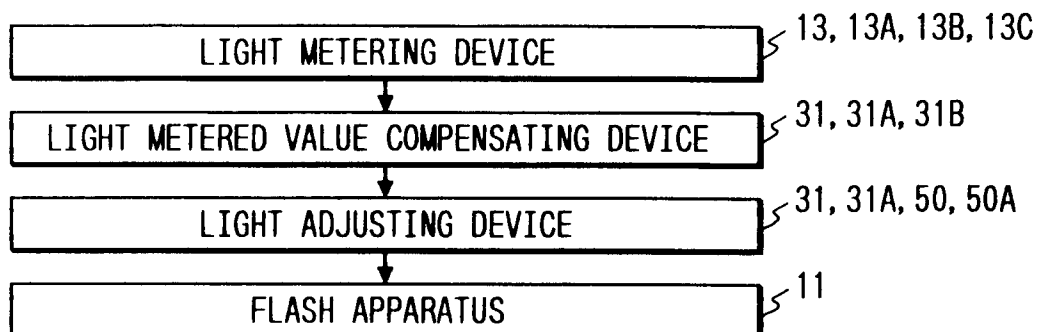 LIGHT METERING DEVICE
13, 13A, 13B, 13C
LIGHT METERED VALUE COMPENSATING DEVICE
31, 31A, 31B
LIGHT ADJUSTING DEVICE
31, 31A, 50, 50A
FLASH APPARATUS
11